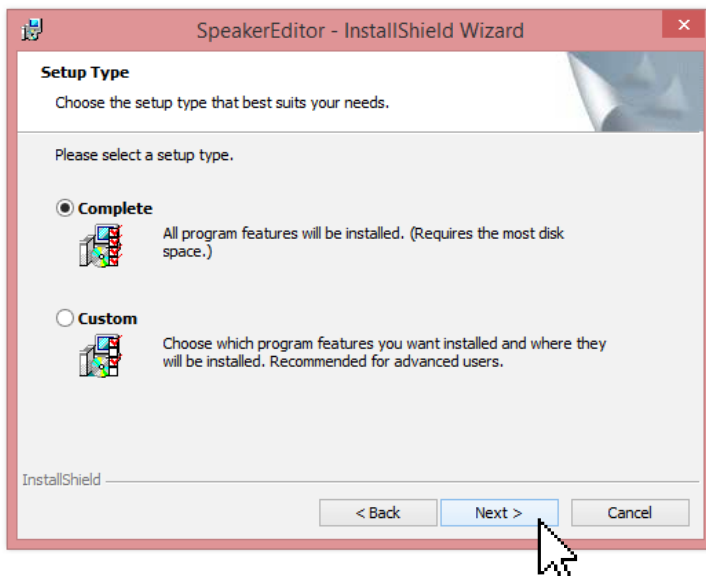 SpeakerEditor - InstallShield Wizard
Setup Type
Choose the setup type that best suits your needs.
Please select a setup type.
Complete
All program features will be installed. (Requires the most disk
space.)
Custom
Choose which program features you want installed and where they
will be installed. Recommended for advanced users.
InstallShield
< Back
Next >
Cancel